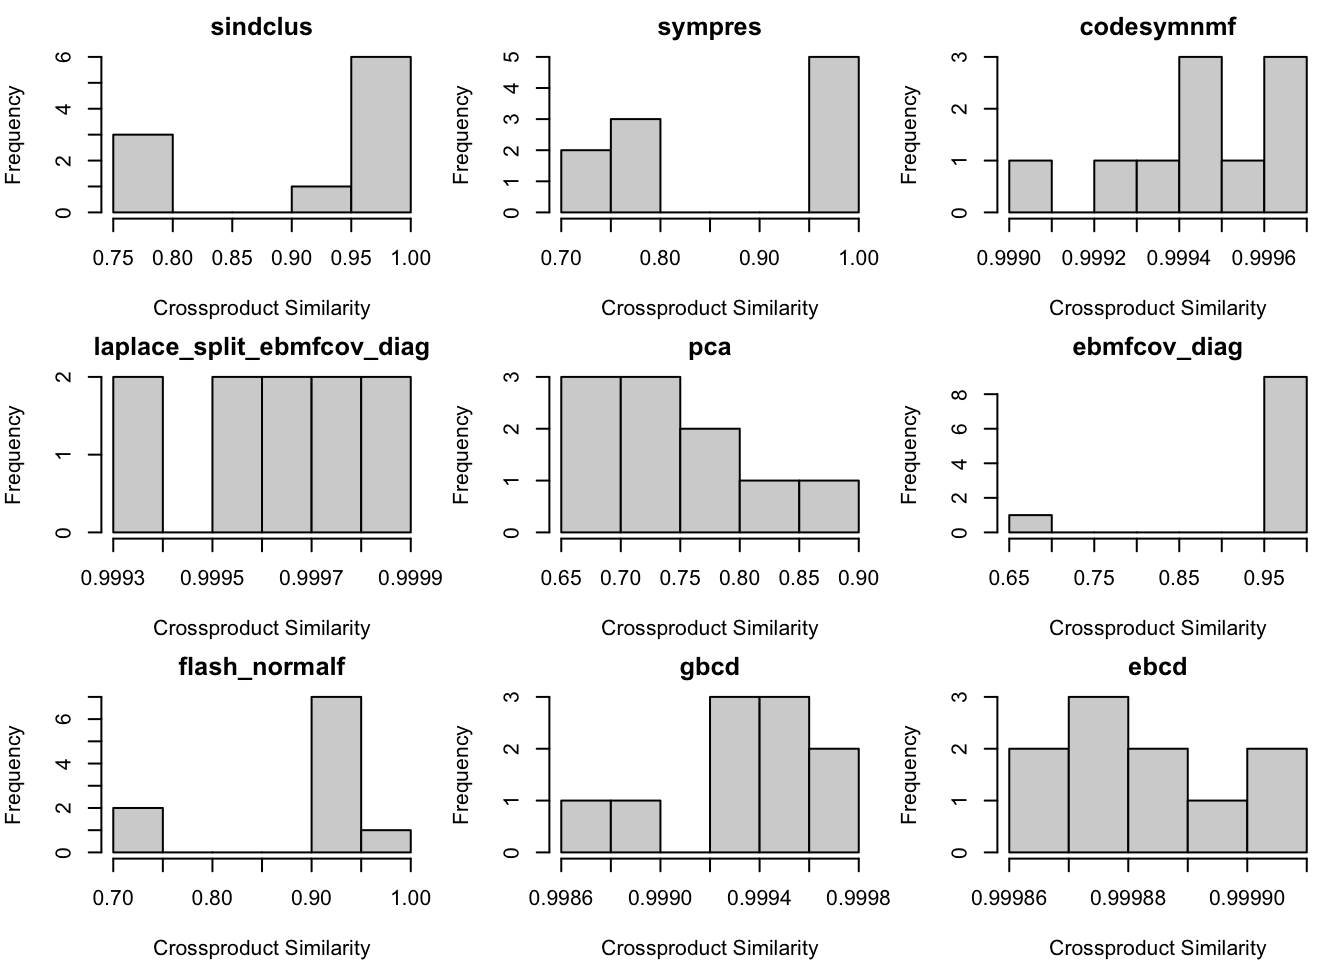 sindclus
Frequency
0 2 4 6
0.75 0.80 0.85 0.90 0.95 1.00
Crossproduct Similarity
sympres
Frequency
0 1 2 3 4 5
0.70 0.80 0.90 1.00
Crossproduct Similarity
codesymnmf
Frequency
0 1 2 3
0.9990 0.9992 0.9994 0.9996
Crossproduct Similarity
laplace_split_ebmfcov_diag
Frequency
0 1 2
0.9993 0.9995 0.9997 0.9999
Crossproduct Similarity
pca
Frequency
0 1 2 3
0.65 0.70 0.75 0.80 0.85 0.90
Crossproduct Similarity
ebmfcov_diag
Frequency
0 2 4 6 8
0.65 0.75 0.85 0.95
Crossproduct Similarity
flash_normalf
Frequency
0 2 4 6
0.70 0.80 0.90 1.00
Crossproduct Similarity
gbcd
Frequency
0 1 2 3
0.9986 0.9990 0.9994 0.9998
Crossproduct Similarity
ebcd
Frequency
0 1 2 3
0.99986 0.99988 0.99990
Crossproduct Similarity